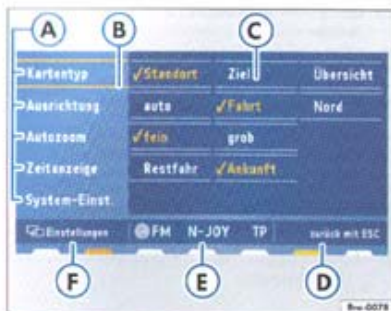 A B C
Kartentyp ✓Standort Ziel Übersicht
Ausrichtung auto ✓Fahrt Nord
Autozoom ✓fein grob
Zeitanzeige Restfahr ✓Ankunft
System-Einst.
Einstellungen FM N-JOY TP zurück mit ESC
F E D